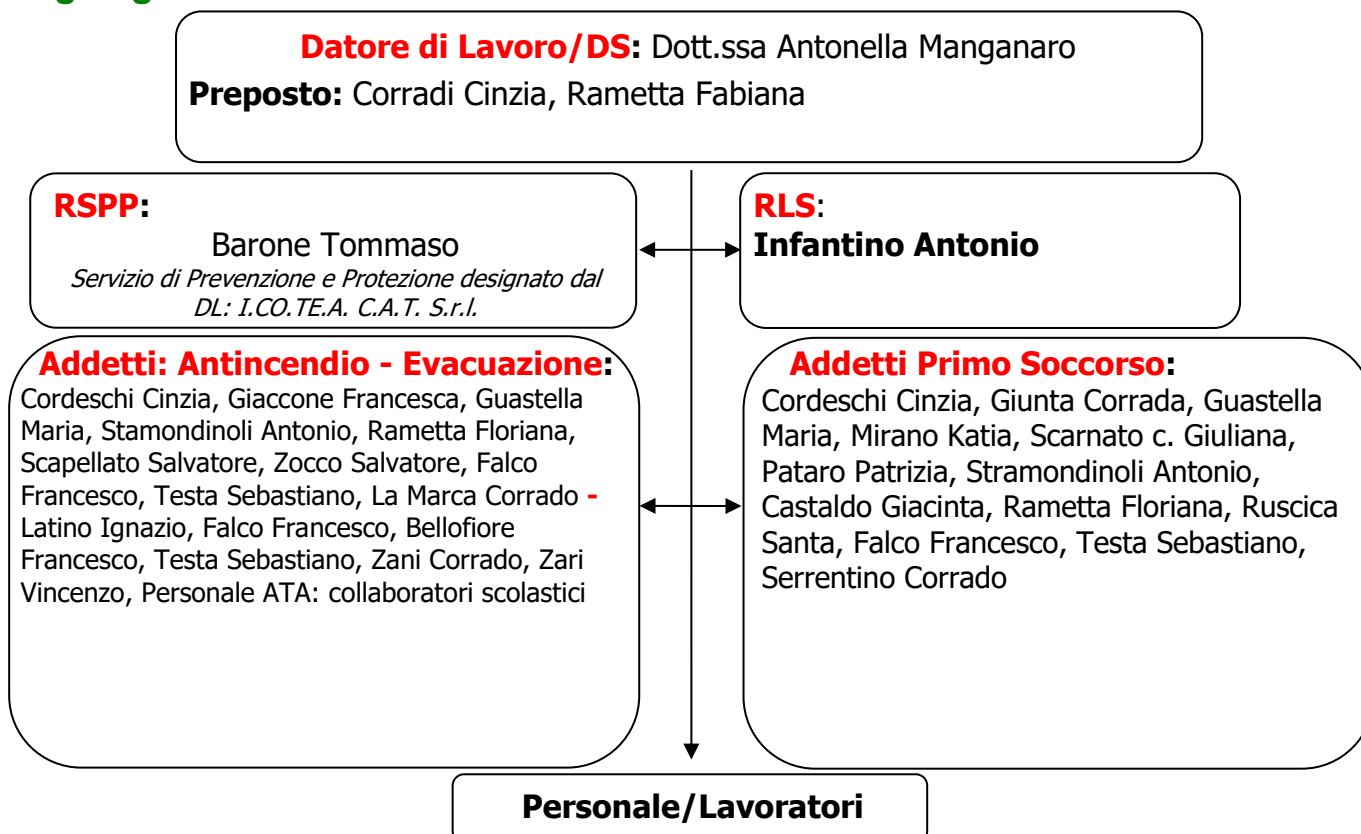 Datore di Lavoro/DS: Dott.ssa Antonella Manganaro
Preposto: Corradi Cinzia, Rametta Fabiana
RSPP:
Barone Tommaso
Servizio di Prevenzione e Protezione designato dal
DL: I.CO.TE.A. C.A.T. S.r.l.
RLS:
Infantino Antonio
Addetti: Antincendio - Evacuazione:
Cordeschi Cinzia, Giaccone Francesca, Guastella
Maria, Stamondinoli Antonio, Rametta Floriana,
Scapellato Salvatore, Zocco Salvatore, Falco
Francesco, Testa Sebastiano, La Marca Corrado -
Latino Ignazio, Falco Francesco, Bellofiore
Francesco, Testa Sebastiano, Zani Corrado, Zari
Vincenzo, Personale ATA: collaboratori scolastici
Addetti Primo Soccorso:
Cordeschi Cinzia, Giunta Corrada, Guastella
Maria, Mirano Katia, Scarnato c. Giuliana,
Pataro Patrizia, Stramondinoli Antonio,
Castaldo Giacinta, Rametta Floriana, Ruscica
Santa, Falco Francesco, Testa Sebastiano,
Serrentino Corrado
Personale/Lavoratori